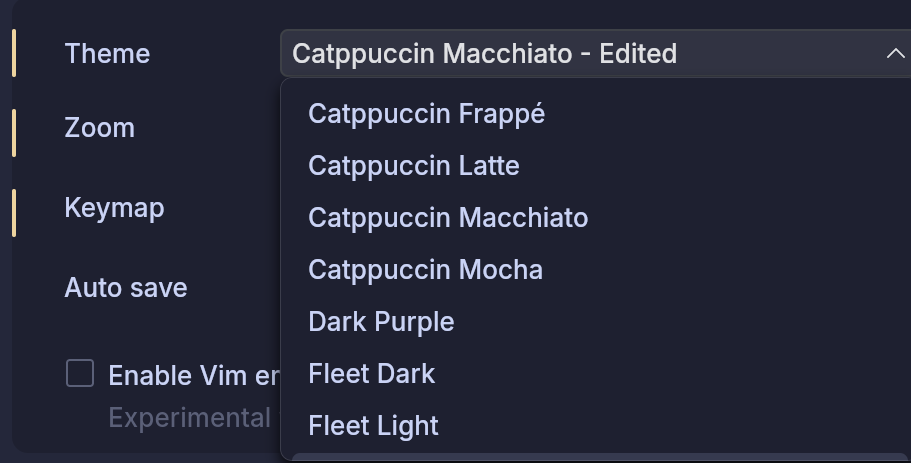 Theme
Catppuccin Macchiato - Edited
Catppuccin Frappé
Zoom
Catppuccin Latte
Keymap
Catppuccin Macchiato
Catppuccin Mocha
Auto save
Dark Purple
Enable Vim
Fleet Dark
Experimental
Fleet Light